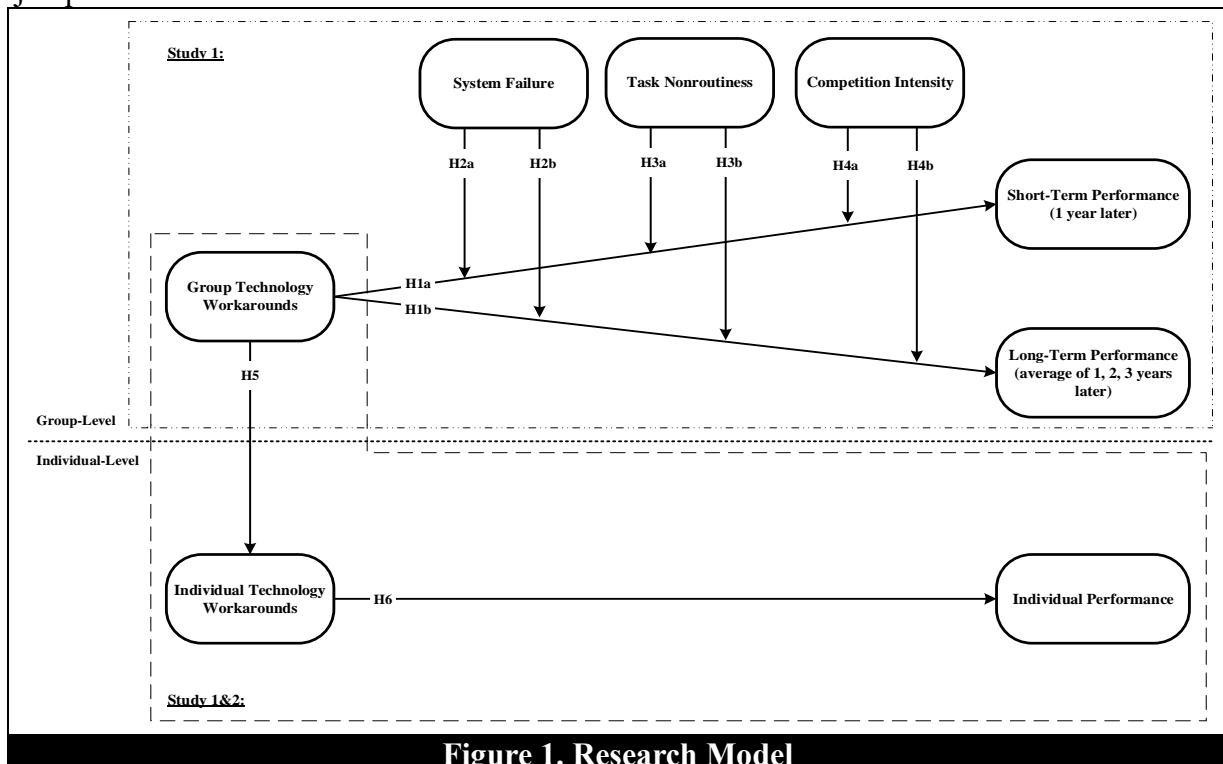 Study 1:
System Failure
Task Nonroutiness
Competition Intensity
H2a
H2b
H3a
H3b
H4a
H4b
Short-Term Performance
(1 year later)
Group Technology
Workarounds
H1a
H1b
Long-Term Performance
(average of 1, 2, 3 years
later)
H5
Group-Level
Individual-Level
Individual Technology
Workarounds
H6
Individual Performance
Study 1&2:
Figure 1. Research Model